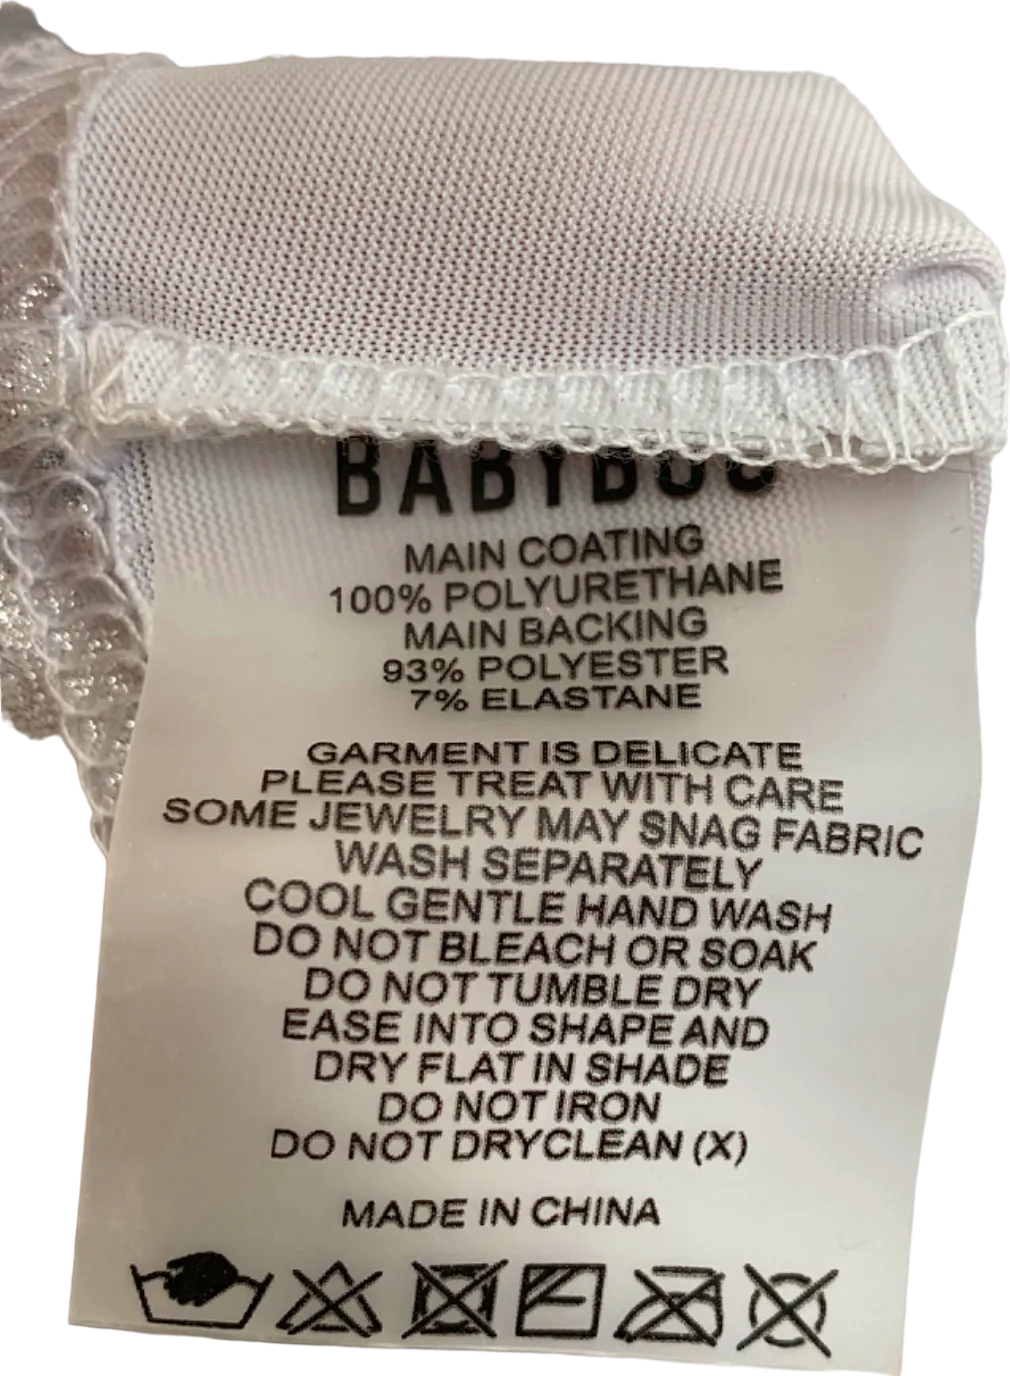 BABYBOO
MAIN COATING
100% POLYURETHANE
MAIN BACKING
93% POLYESTER
7% ELASTANE
GARMENT IS DELICATE
PLEASE TREAT WITH CARE
SOME JEWELRY MAY SNAG FABRIC
WASH SEPARATELY
COOL GENTLE HAND WASH
DO NOT BLEACH OR SOAK
DO NOT TUMBLE DRY
EASE INTO SHAPE AND
DRY FLAT IN SHADE
DO NOT IRON
DO NOT DRYCLEAN (X)
MADE IN CHINA